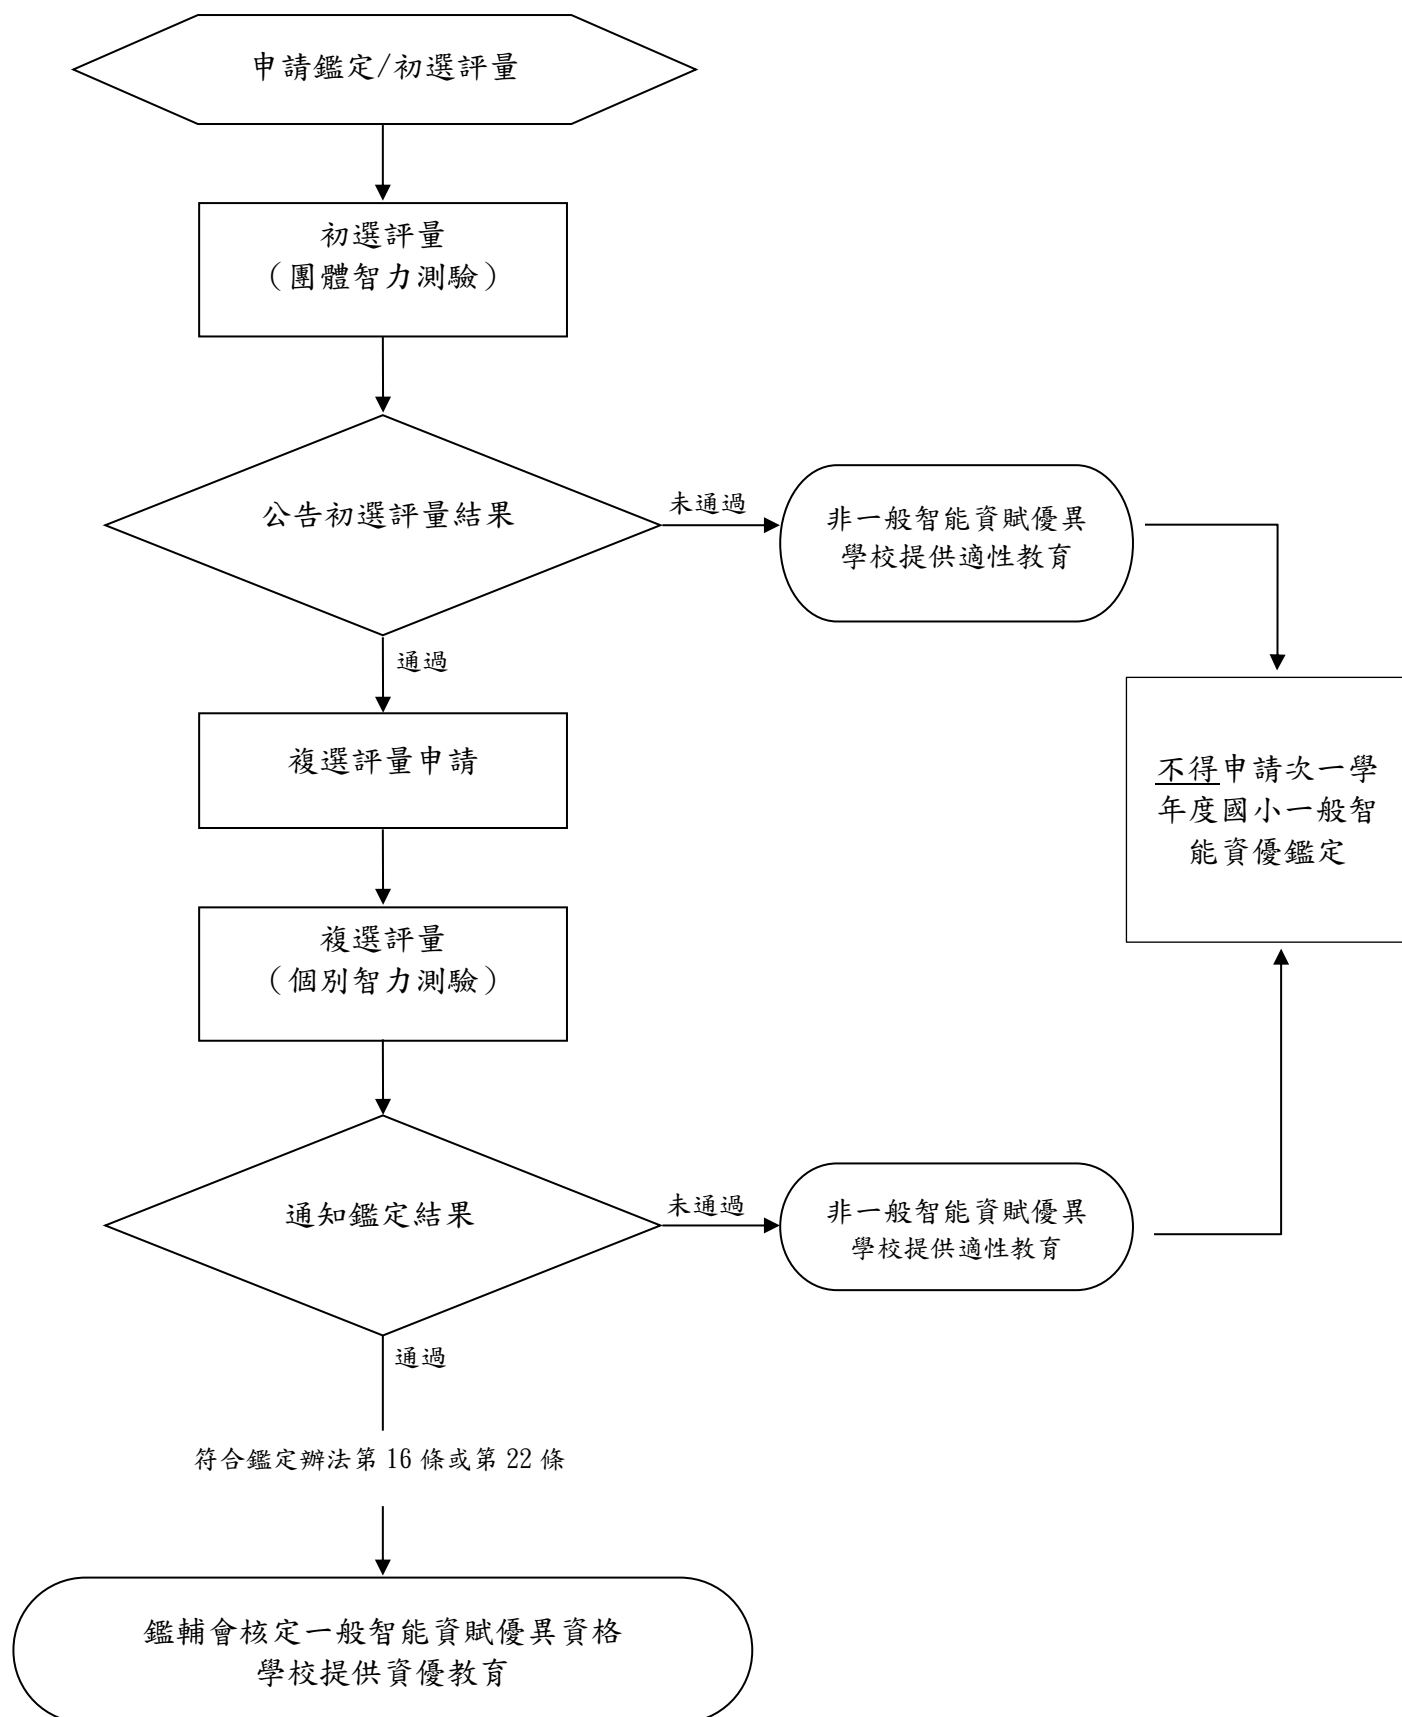 申請鑑定/初選評量
初選評量
（團體智力測驗）
公告初選評量結果
未通過
非一般智能資賦優異
學校提供適性教育
通過
不得申請次一學
年度國小一般智
能資優鑑定
複選評量申請
複選評量
（個別智力測驗）
通知鑑定結果
未通過
非一般智能資賦優異
學校提供適性教育
通過
符合鑑定辦法第 16 條或第 22 條
鑑輔會核定一般智能資賦優異資格
學校提供資優教育